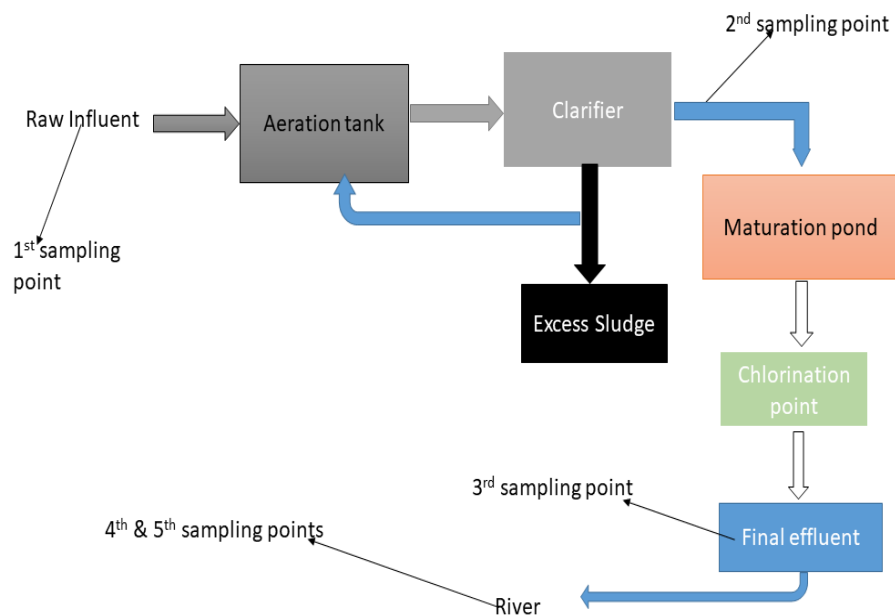 2nd sampling point
Raw Influent
Aeration tank
Clarifier
1st sampling
point
Maturation pond
Excess Sludge
Chlorination
point
3rd sampling point
4th & 5th sampling points
Final effluent
River